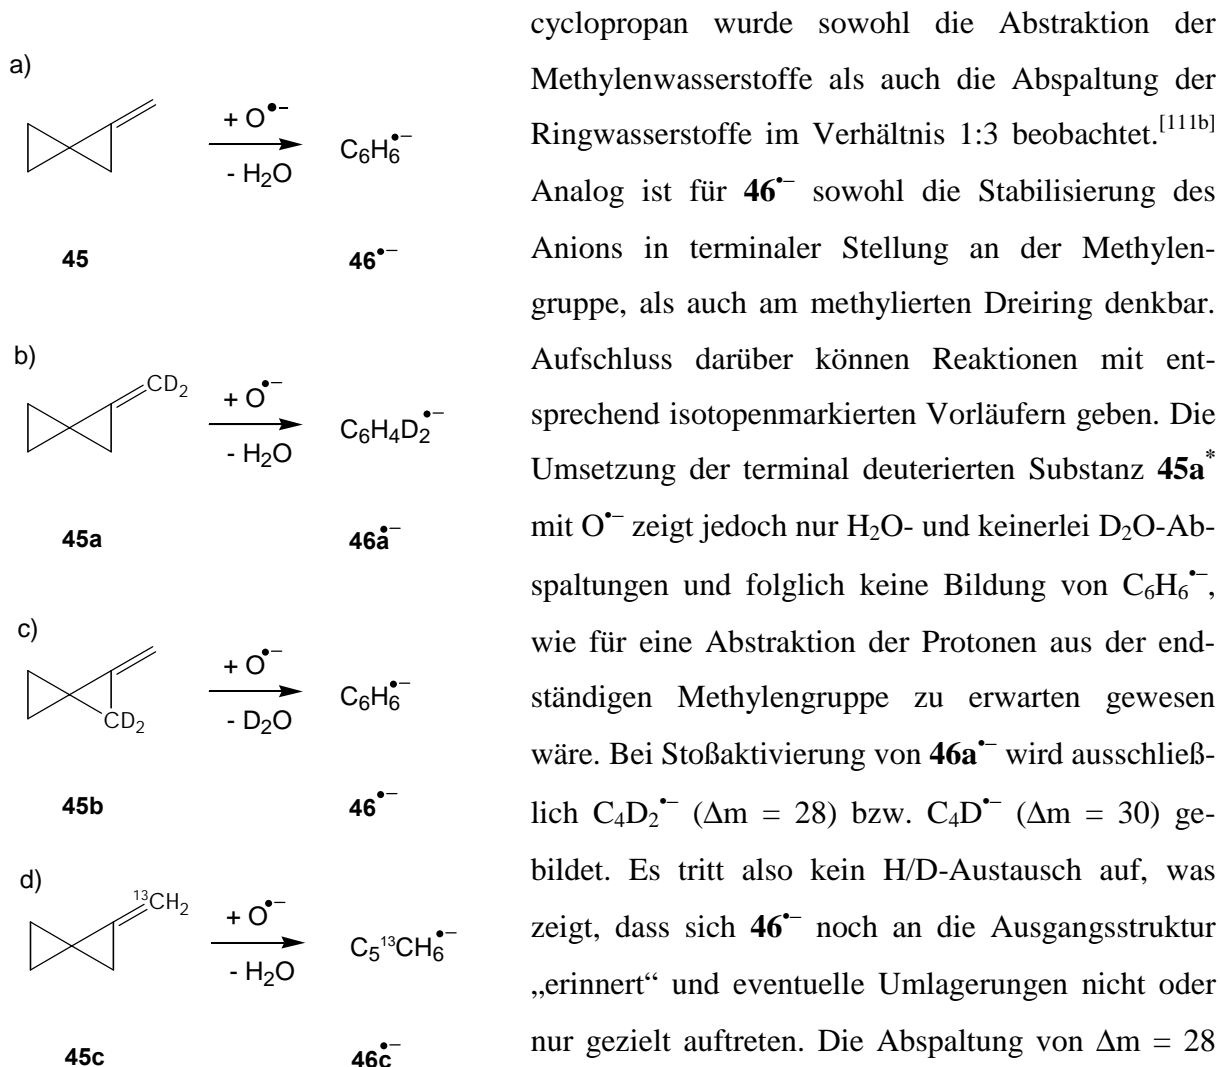 a)
+ O•–
- H2O
C6H6•–
45
46•–
b)
CD2
+ O•–
- H2O
C6H4D2•–
45a
46a•–
c)
CD2
+ O•–
- D2O
C6H6•–
45b
46•–
d)
13CH2
+ O•–
- H2O
C5 13CH6•–
45c
46c•–
cyclopropan wurde sowohl die Abstraktion der
Methylenwasserstoffe als auch die Abspaltung der
Ringwasserstoffe im Verhältnis 1:3 beobachtet.[111b]
Analog ist für 46•– sowohl die Stabilisierung des
Anions in terminaler Stellung an der Methylen-
gruppe, als auch am methylierten Dreiring denkbar.
Aufschluss darüber können Reaktionen mit ent-
sprechend isotopenmarkierten Vorläufern geben. Die
Umsetzung der terminal deuterierten Substanz 45a*
mit O•– zeigt jedoch nur H2O- und keinerlei D2O-Ab-
spaltungen und folglich keine Bildung von C6H6•–,
wie für eine Abstraktion der Protonen aus der end-
ständigen Methylengruppe zu erwarten gewesen
wäre. Bei Stoßaktivierung von 46a•– wird ausschließ-
lich C4D2•– (Δm = 28) bzw. C4D•– (Δm = 30) ge-
bildet. Es tritt also kein H/D-Austausch auf, was
zeigt, dass sich 46•– noch an die Ausgangsstruktur
„erinnert“ und eventuelle Umlagerungen nicht oder
nur gezielt auftreten. Die Abspaltung von Δm = 28